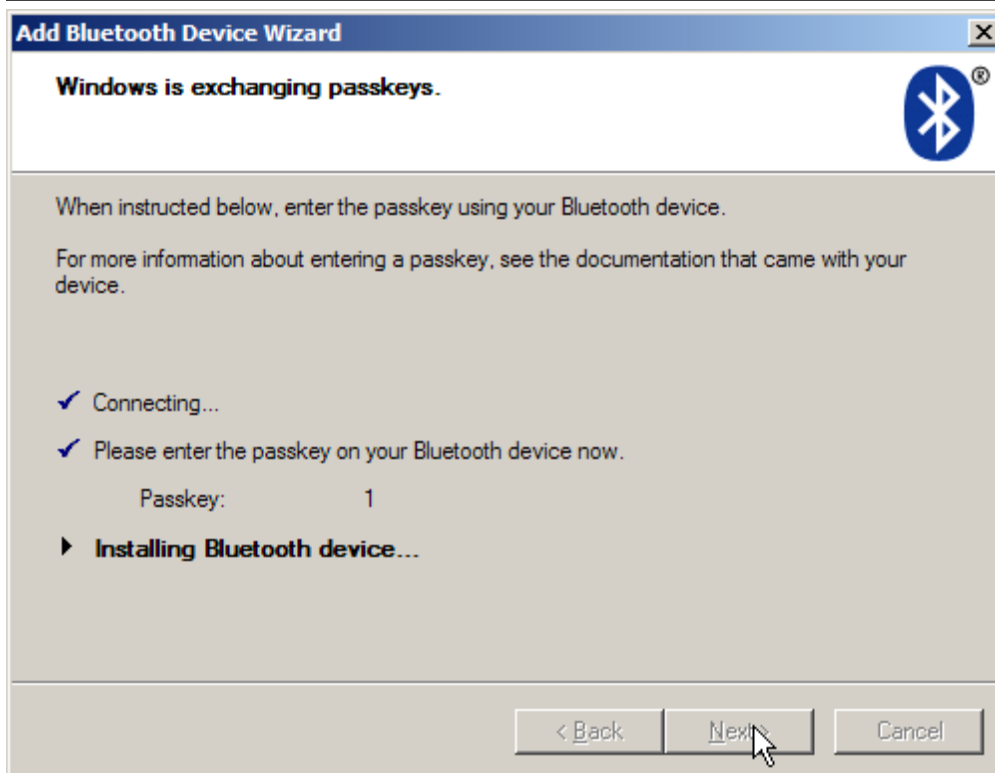 Add Bluetooth Device Wizard
Windows is exchanging passkeys.
®
When instructed below, enter the passkey using your Bluetooth device.
For more information about entering a passkey, see the documentation that came with your
device.
Connecting...
Please enter the passkey on your Bluetooth device now.
Passkey: 1
Installing Bluetooth device...
< Back Next > Cancel